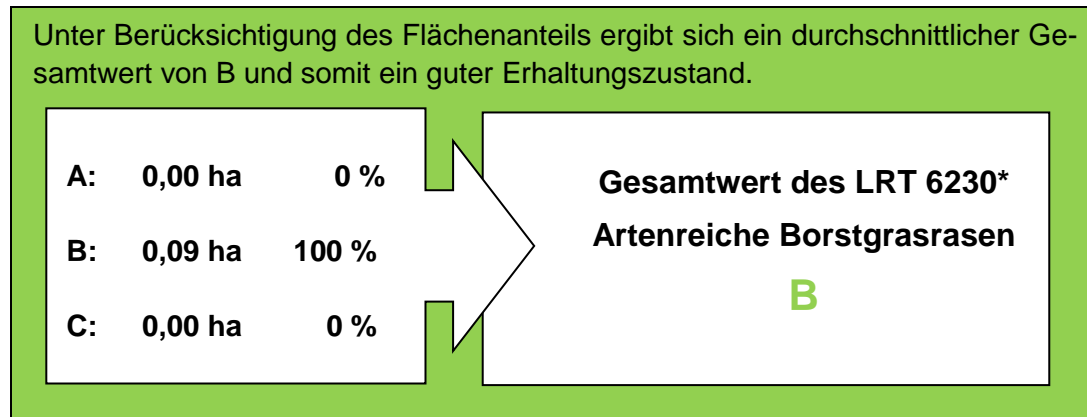 Unter Berücksichtigung des Flächenanteils ergibt sich ein durchschnittlicher Ge-
samtwert von B und somit ein guter Erhaltungszustand.
A: 0,00 ha 0 %
B: 0,09 ha 100 %
C: 0,00 ha 0 %
Gesamtwert des LRT 6230*
Artenreiche Borstgrasrasen
B